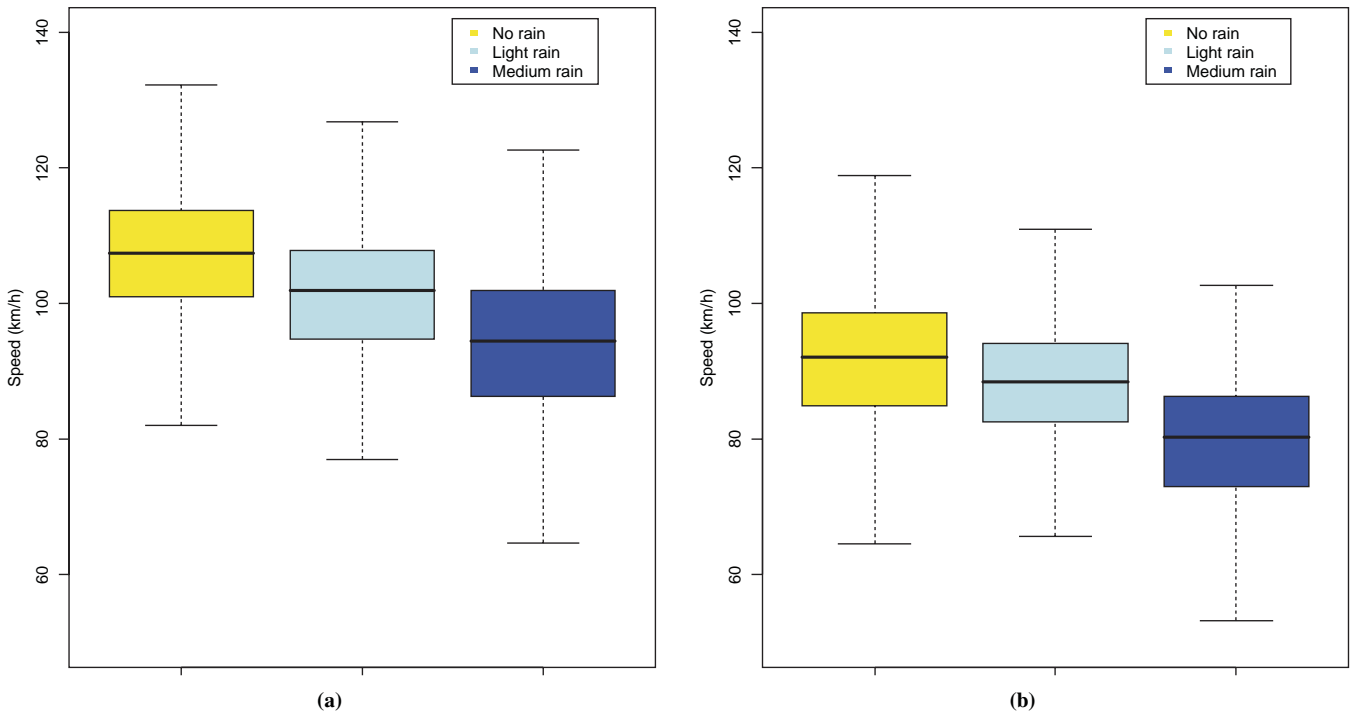 140
120
100
80
60
Speed (km/h)
No rain
Light rain
Medium rain
(a)
140
120
100
80
60
Speed (km/h)
No rain
Light rain
Medium rain
(b)